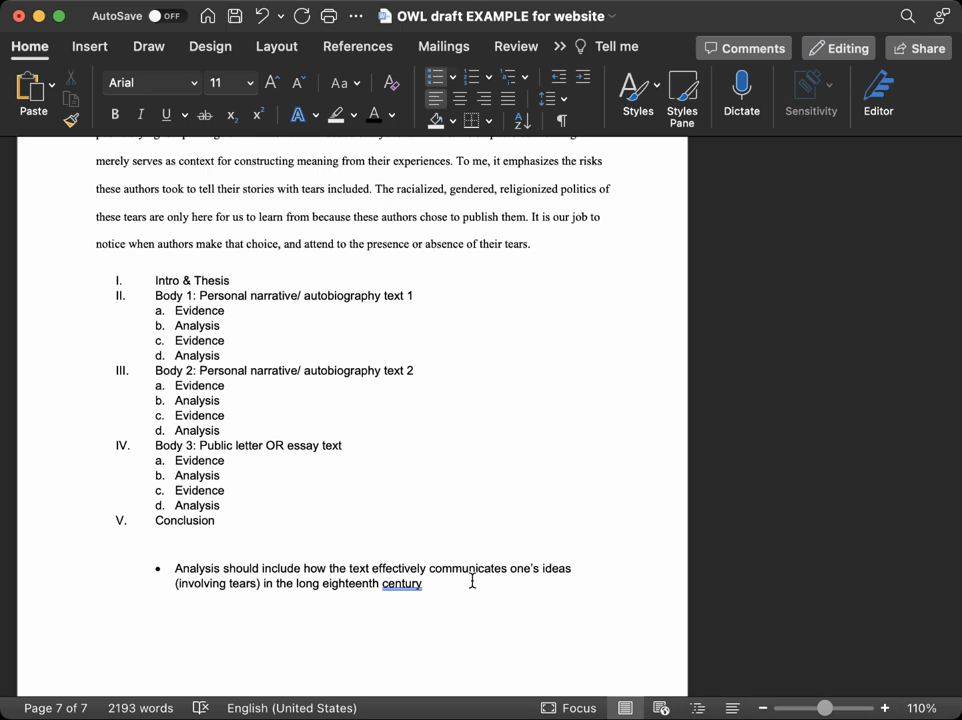 AutoSave OFF OWL draft EXAMPLE for website
Home Insert Draw Design Layout References Mailings Review Tell me Comments Editing Share
Paste Arial 11 Aa Styles Styles Pane Dictate Sensitivity Editor
merely serves as context for constructing meaning from their experiences. To me, it emphasizes the risks
these authors took to tell their stories with tears included. The racialized, gendered, religionized politics of
these tears are only here for us to learn from because these authors chose to publish them. It is our job to
notice when authors make that choice, and attend to the presence or absence of their tears.
I. Intro & Thesis
II. Body 1: Personal narrative/ autobiography text 1
a. Evidence
b. Analysis
c. Evidence
d. Analysis
III. Body 2: Personal narrative/ autobiography text 2
a. Evidence
b. Analysis
c. Evidence
d. Analysis
IV. Body 3: Public letter OR essay text
a. Evidence
b. Analysis
c. Evidence
d. Analysis
V. Conclusion
• Analysis should include how the text effectively communicates one's ideas
(involving tears) in the long eighteenth century
Page 7 of 7 2193 words English (United States) Focus 110%